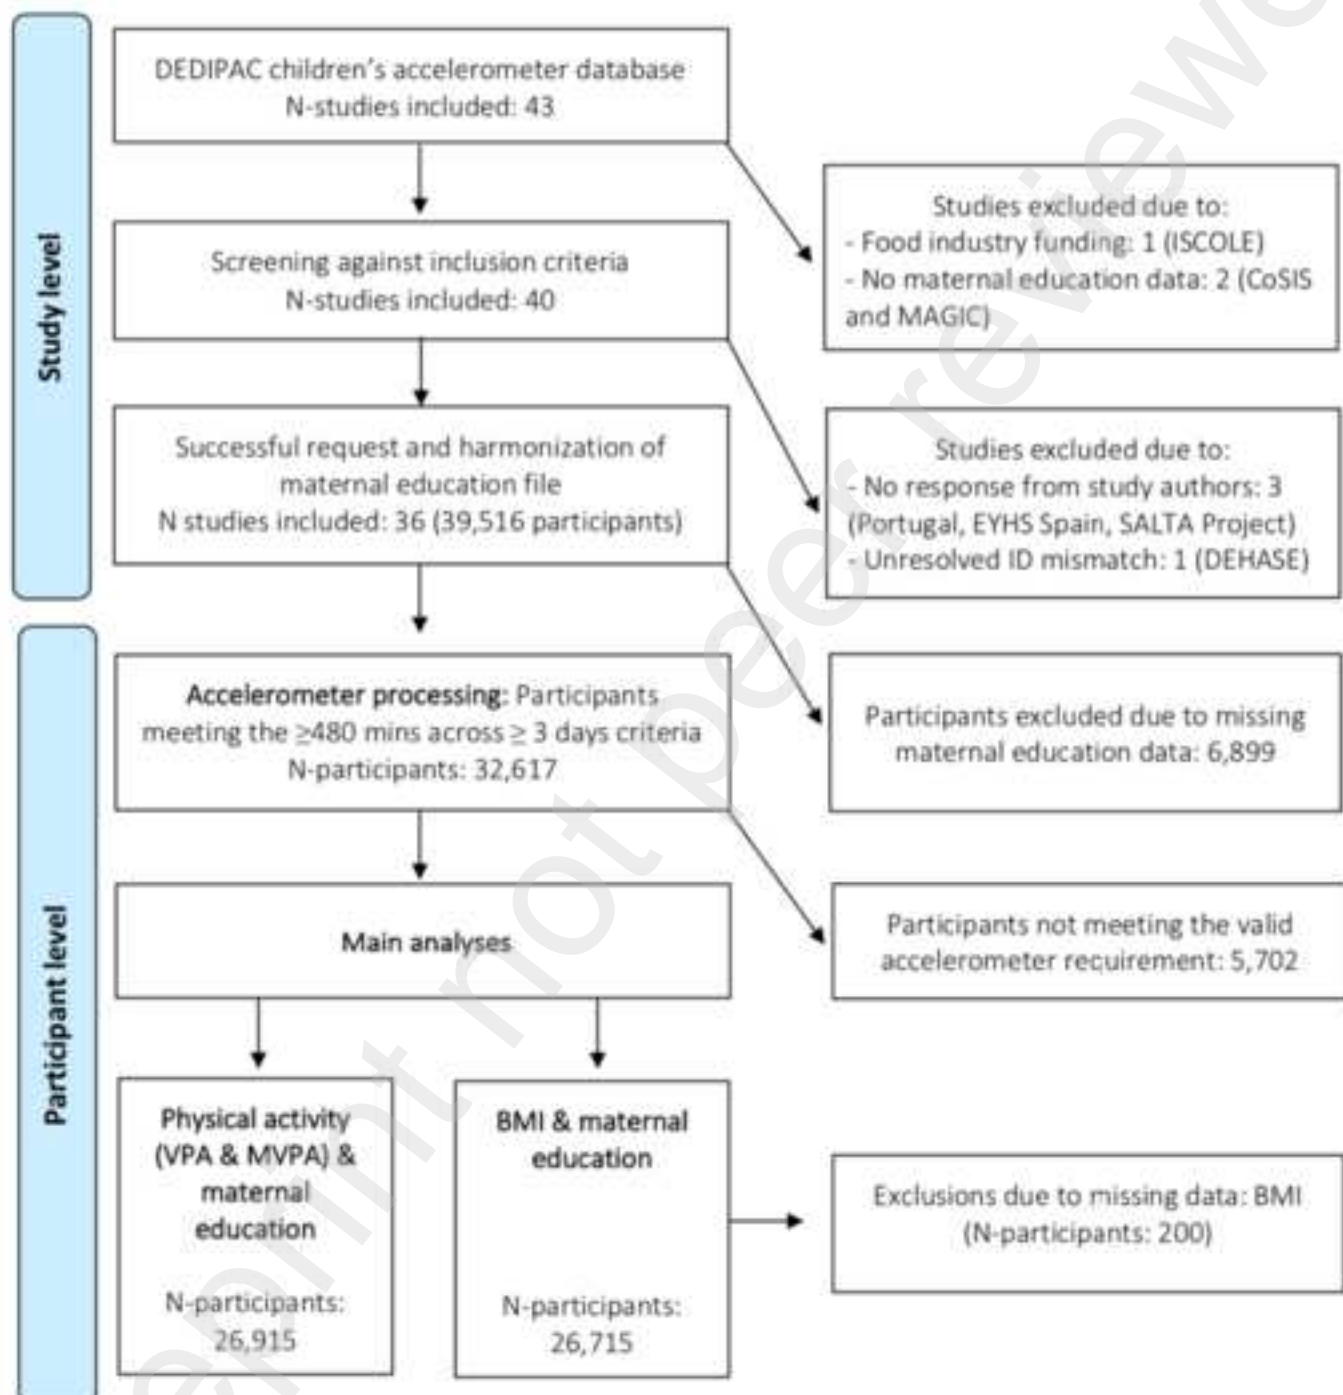 Study level
DEDIPAC children's accelerometer database
N-studies included: 43
Studies excluded due to:
- Food industry funding: 1 (ISCOLE)
- No maternal education data: 2 (CoSIS
and MAGIC)
Screening against inclusion criteria
N-studies included: 40
Studies excluded due to:
- No response from study authors: 3
(Portugal, EYHS Spain, SALTA Project)
- Unresolved ID mismatch: 1 (DEHASE)
Successful request and harmonization of
maternal education file
N studies included: 36 (39,516 participants)
Participants excluded due to missing
maternal education data: 6,899
Participant level
Accelerometer processing: Participants
meeting the ≥480 mins across ≥ 3 days criteria
N-participants: 32,617
Participants not meeting the valid
accelerometer requirement: 5,702
Main analyses
Physical activity
(VPA & MVPA) &
maternal
education
N-participants:
26,915
BMI & maternal
education
N-participants:
26,715
Exclusions due to missing data: BMI
(N-participants: 200)
not peer reviewe